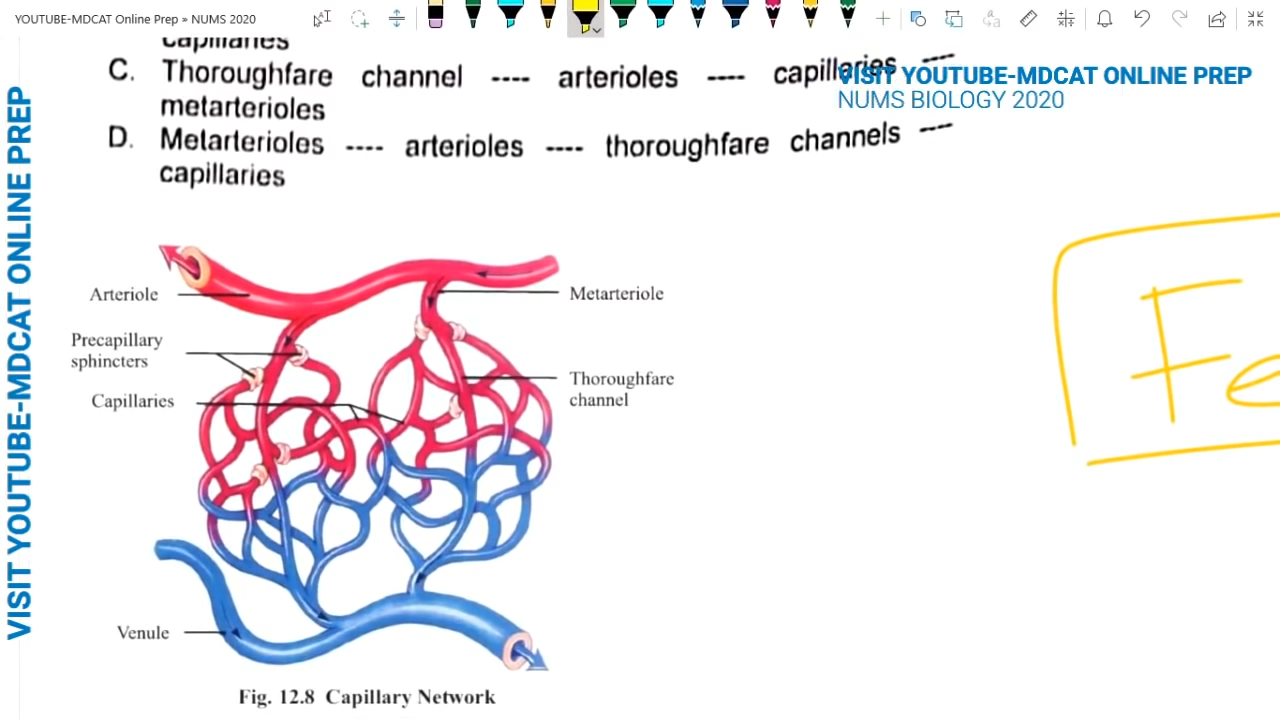 YOUTUBE-MDCAT Online Prep » NUMS 2020
capillaries
C. Thoroughfare channel ---- arterioles ---- capillaries ----
metarterioles
VISIT YOUTUBE-MDCAT ONLINE PREP
NUMS BIOLOGY 2020
D. Metarterioles ---- arterioles ---- thoroughfare channels ----
capillaries
VISIT YOUTUBE-MDCAT ONLINE PREP
Arteriole
Metarteriole
Precapillary
sphincters
Thoroughfare
channel
Capillaries
Venule
Fig. 12.8 Capillary Network
Fe